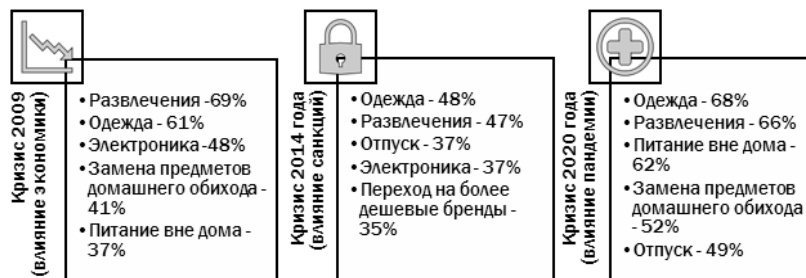 Кризис 2009
(влияние экономики)
•Развлечения -69%
•Одежда - 61%
•Электроника -48%
•Замена предметов
домашнего обихода -
41%
•Питание вне дома -
37%
Кризис 2014 года
(влияние санкций)
•Одежда - 48%
•Развлечения - 47%
•Отпуск - 37%
•Электроника - 37%
•Переход на более
дешевые бренды -
35%
Кризис 2020 года
(влияние пандемии)
•Одежда - 68%
•Развлечения - 66%
•Питание вне дома -
62%
•Замена предметов
домашнего обихода
- 52%
•Отпуск - 49%